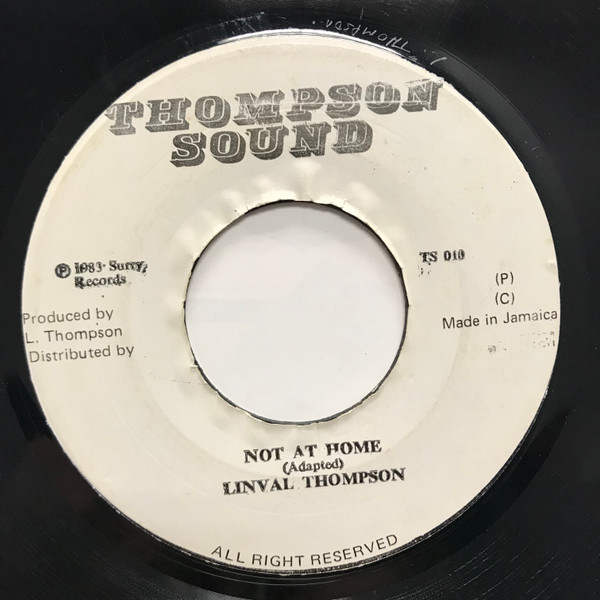 THOMPSON
SOUND
℗ 1983 Surry,
Records
Produced by
L. Thompson
Distributed by
TS 010
(P)
(C)
Made in Jamaica
NOT AT HOME
(Adapted)
LINVAL THOMPSON
ALL RIGHT RESERVED
L. THOMPSON